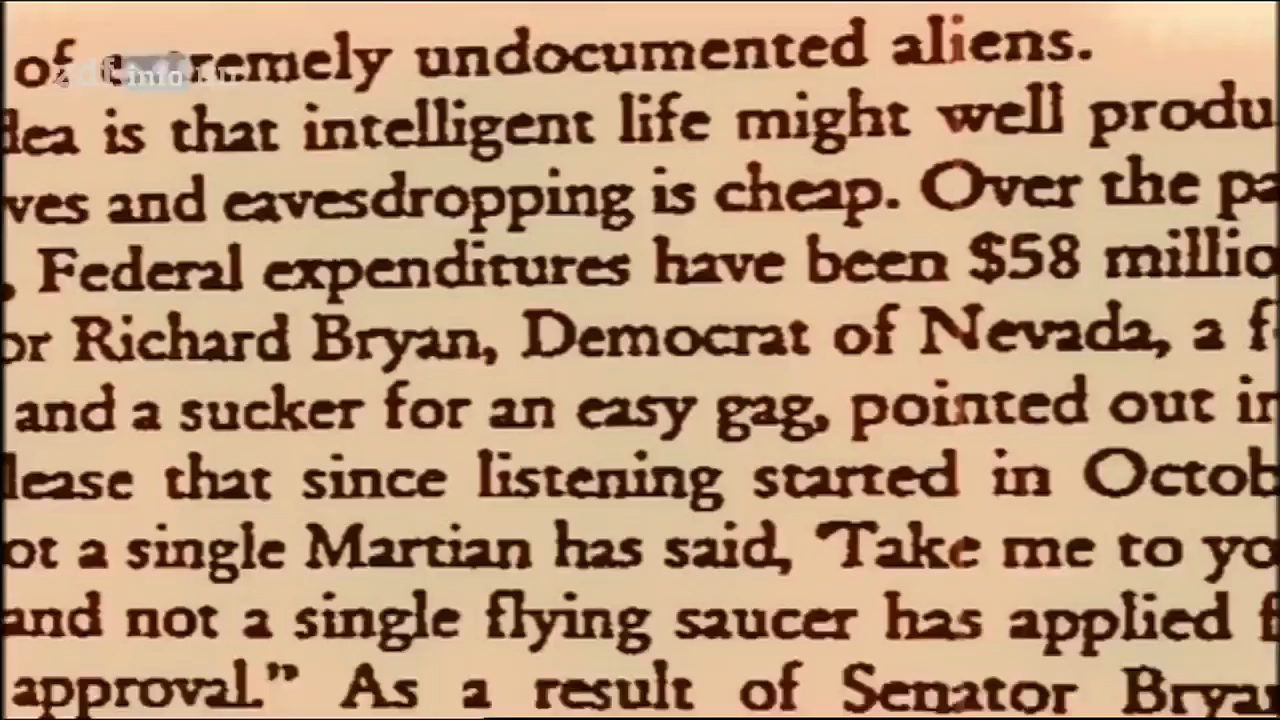 of extremely undocumented aliens.
dea is that intelligent life might well produ
ves and eavesdropping is cheap. Over the pa
. Federal expenditures have been $58 millio
or Richard Bryan, Democrat of Nevada, a f
and a sucker for an easy gag, pointed out in
lease that since listening started in Octob
ot a single Martian has said, 'Take me to yo
and not a single flying saucer has applied f
approval." As a result of Senator Bryan